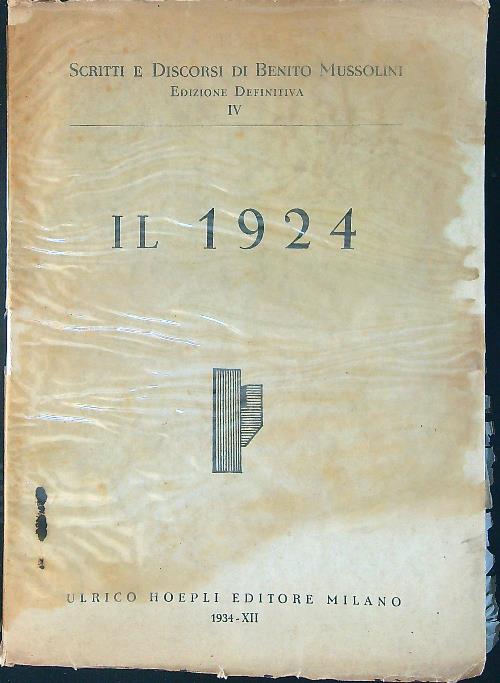 SCRITTI E DISCORSI DI BENITO MUSSOLINI
EDIZIONE DEFINITIVA
IV
IL 1924
ULRICO HOEPLI EDITORE MILANO
1934-XII